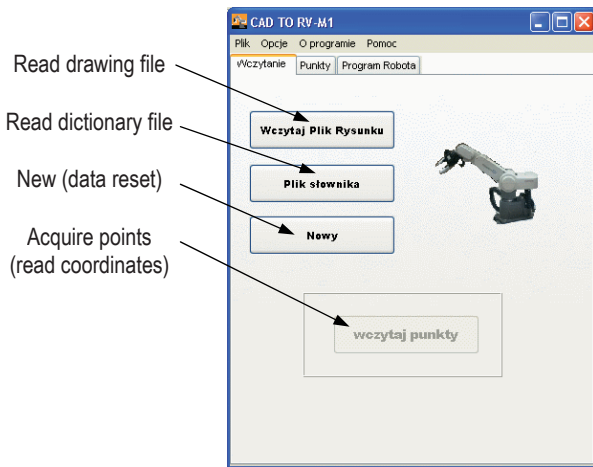 CAD TO RV-M1
Plik Opcje O programie Pomoc
Wczytanie Punkty Program Robota
Read drawing file
Wczytaj Plik Rysunku
Read dictionary file
Plik słownika
New (data reset)
Nowy
Acquire points
(read coordinates)
wczytaj punkty